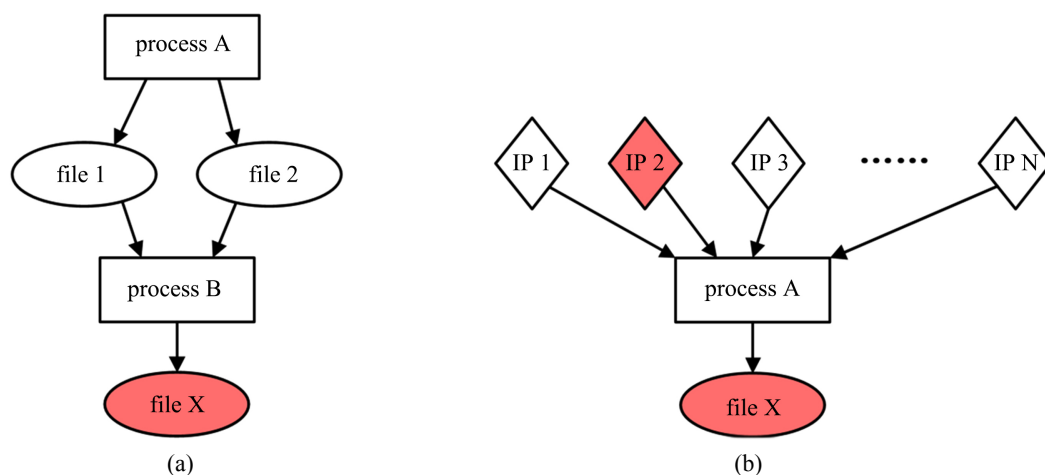 process A
file 1
file 2
process B
file X
(a)
IP 1
IP 2
IP 3
......
IP N
process A
file X
(b)